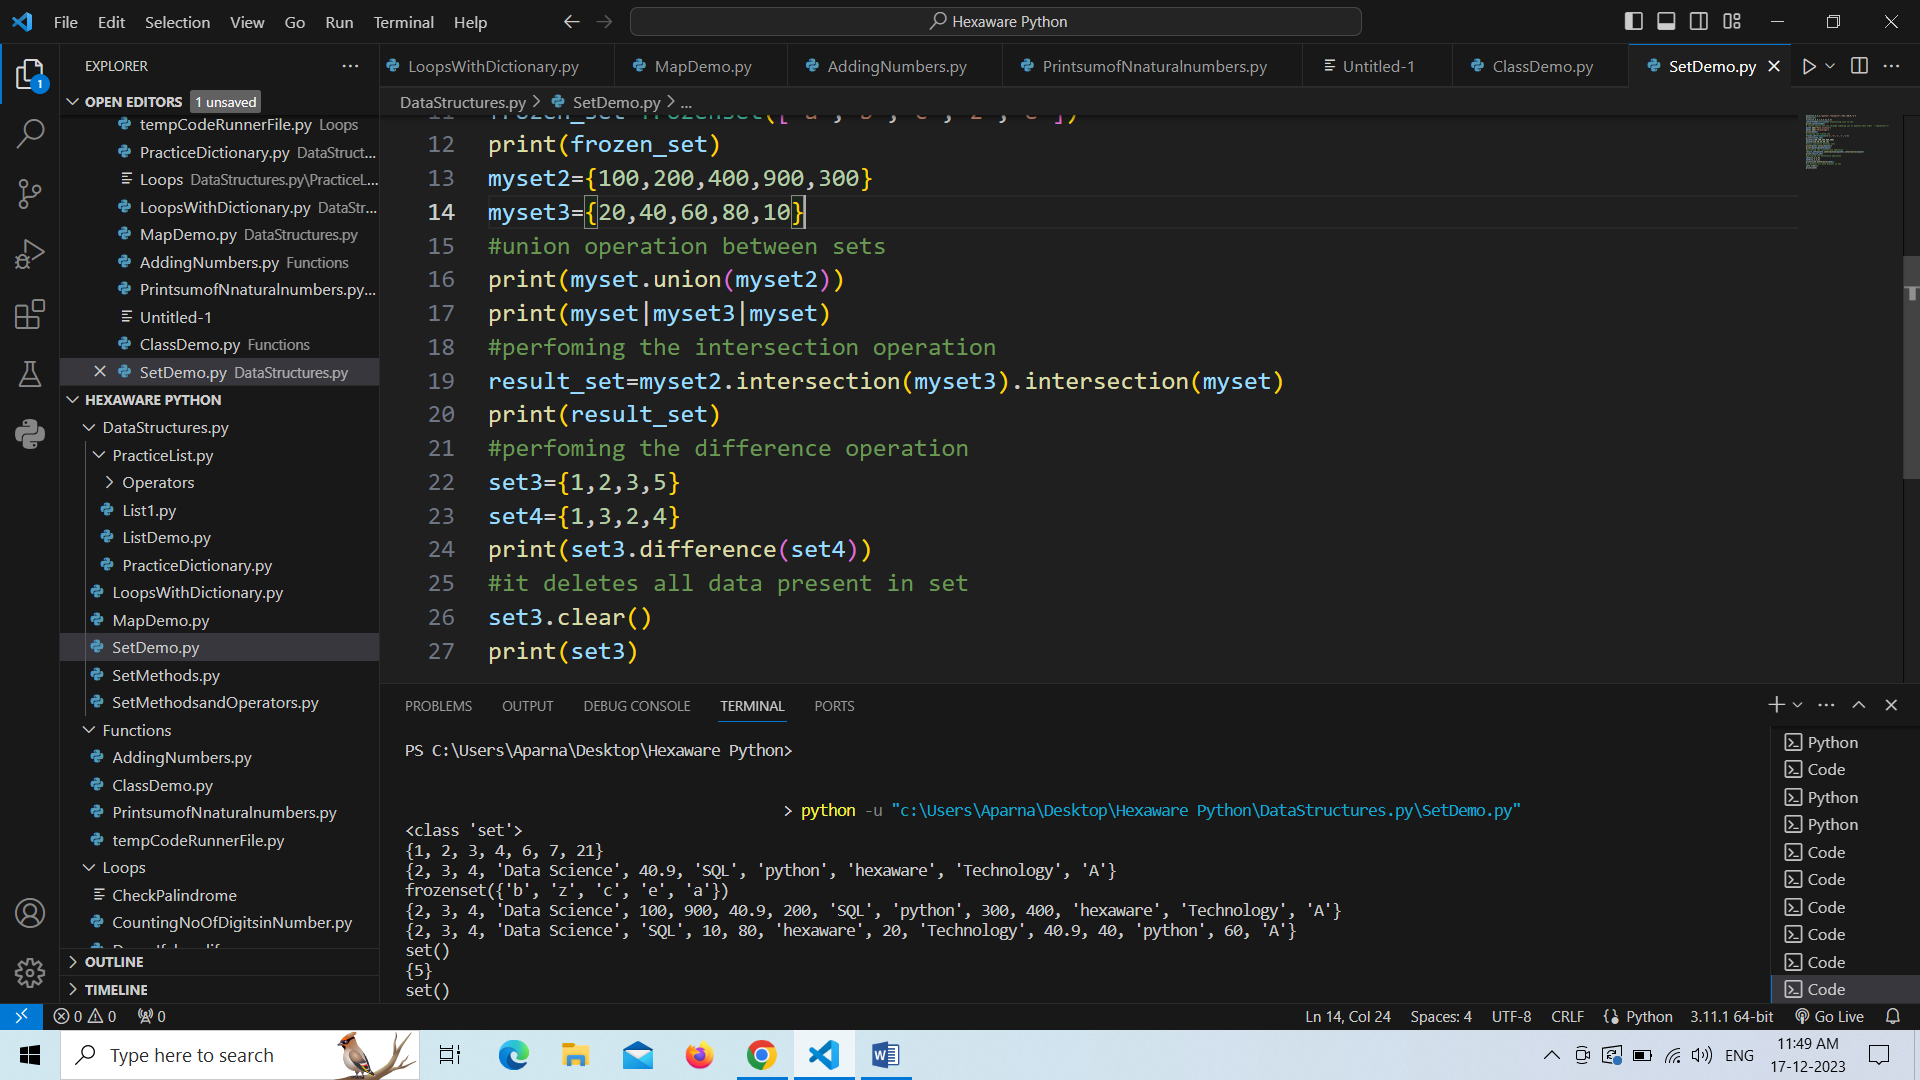 File Edit Selection View Go Run Terminal Help
Hexaware Python
EXPLORER
OPEN EDITORS 1 unsaved
tempCodeRunnerFile.py Loops
PracticeDictionary.py DataStruct...
Loops DataStructures.py\PracticeL...
LoopsWithDictionary.py DataStr...
MapDemo.py DataStructures.py
AddingNumbers.py Functions
PrintsumofNnaturalnumbers.py...
Untitled-1
ClassDemo.py Functions
SetDemo.py DataStructures.py
HEXAWARE PYTHON
DataStructures.py
PracticeList.py
Operators
List1.py
ListDemo.py
PracticeDictionary.py
LoopsWithDictionary.py
MapDemo.py
SetDemo.py
SetMethods.py
SetMethodsandOperators.py
Functions
AddingNumbers.py
ClassDemo.py
PrintsumofNnaturalnumbers.py
tempCodeRunnerFile.py
Loops
CheckPalindrome
CountingNoOfDigitsinNumber.py
OUTLINE
TIMELINE
LoopsWithDictionary.py MapDemo.py AddingNumbers.py PrintsumofNnaturalnumbers.py Untitled-1 ClassDemo.py SetDemo.py
DataStructures.py > SetDemo.py > ...
12 print(frozen_set)
13 myset2={100,200,400,900,300}
14 myset3={20,40,60,80,10}
15 #union operation between sets
16 print(myset.union(myset2))
17 print(myset|myset3|myset)
18 #perfoming the intersection operation
19 result_set=myset2.intersection(myset3).intersection(myset)
20 print(result_set)
21 #perfoming the difference operation
22 set3={1,2,3,5}
23 set4={1,3,2,4}
24 print(set3.difference(set4))
25 #it deletes all data present in set
26 set3.clear()
27 print(set3)
PROBLEMS OUTPUT DEBUG CONSOLE TERMINAL PORTS
PS C:\Users\Aparna\Desktop\Hexaware Python>
> python -u "c:\Users\Aparna\Desktop\Hexaware Python\DataStructures.py\SetDemo.py"
<class 'set'>
{1, 2, 3, 4, 6, 7, 21}
{2, 3, 4, 'Data Science', 40.9, 'SQL', 'python', 'hexaware', 'Technology', 'A'}
frozenset({'b', 'z', 'c', 'e', 'a'})
{2, 3, 4, 'Data Science', 100, 900, 40.9, 200, 'SQL', 'python', 300, 400, 'hexaware', 'Technology', 'A'}
{2, 3, 4, 'Data Science', 'SQL', 10, 80, 'hexaware', 20, 'Technology', 40.9, 40, 'python', 60, 'A'}
set()
{5}
set()
Python
Code
Python
Python
Code
Code
Code
Code
Code
Code
0 0 0 Ln 14, Col 24 Spaces: 4 UTF-8 CRLF Python 3.11.1 64-bit Go Live
Type here to search
ENG
11:49 AM
17-12-2023